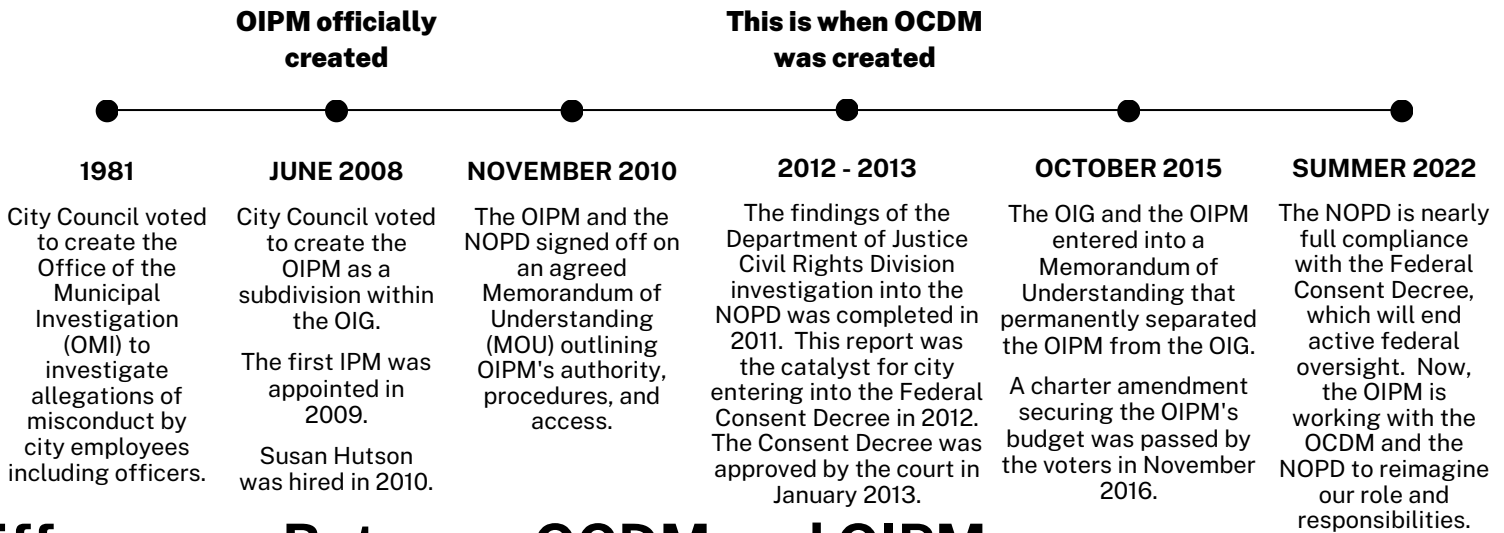 OIPM officially
created
This is when OCDM
was created
1981
City Council voted
to create the
Office of the
Municipal
Investigation
(OMI) to
investigate
allegations of
misconduct by
city employees
including officers.
JUNE 2008
City Council voted
to create the
OIPM as a
subdivision within
the OIG.
The first IPM was
appointed in
2009.
Susan Hutson
was hired in 2010.
NOVEMBER 2010
The OIPM and the
NOPD signed off on
an agreed
Memorandum of
Understanding
(MOU) outlining
OIPM's authority,
procedures, and
access.
2012 - 2013
The findings of the
Department of Justice
Civil Rights Division
investigation into the
NOPD was completed in
2011. This report was
the catalyst for city
entering into the Federal
Consent Decree in 2012.
The Consent Decree was
approved by the court in
January 2013.
OCTOBER 2015
The OIG and the OIPM
entered into a
Memorandum of
Understanding that
permanently separated
the OIPM from the OIG.
A charter amendment
securing the OIPM's
budget was passed by
the voters in November
2016.
SUMMER 2022
The NOPD is nearly
full compliance
with the Federal
Consent Decree,
which will end
active federal
oversight. Now,
the OIPM is
working with the
OCDM and the
NOPD to reimagine
our role and
responsibilities.